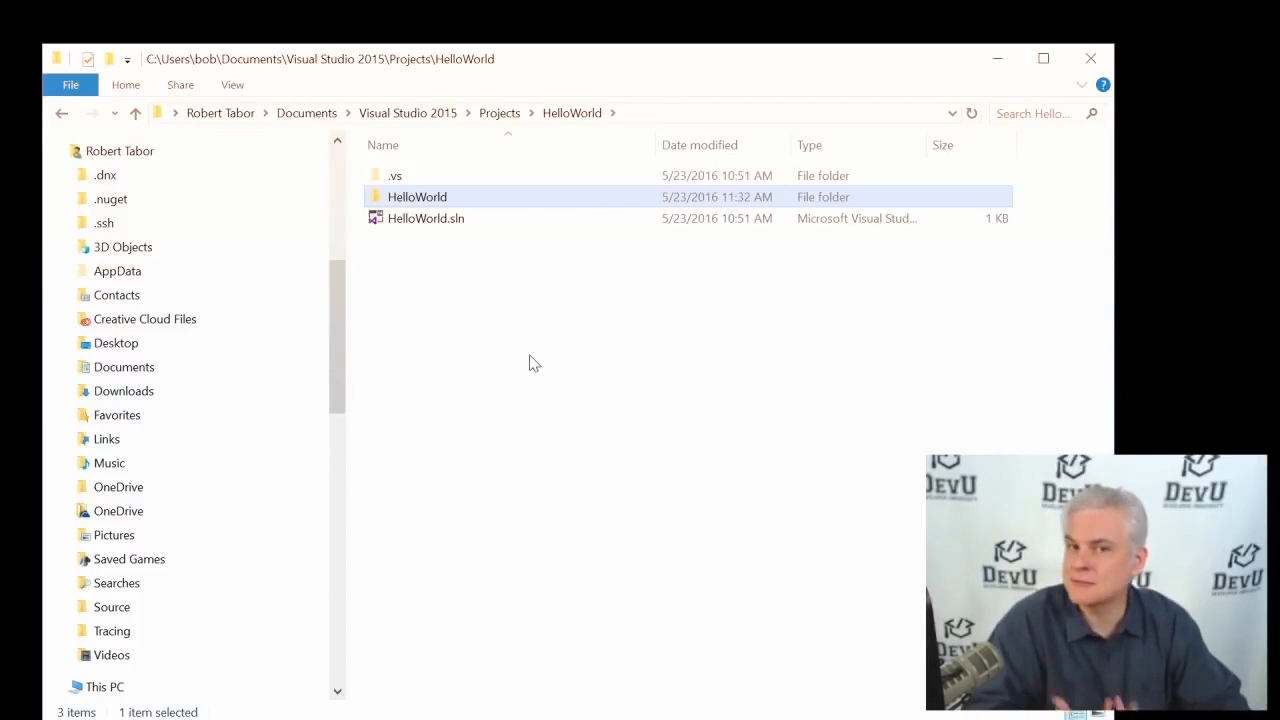 C:\Users\bob\Documents\Visual Studio 2015\Projects\HelloWorld
File Home Share View
Robert Tabor Documents Visual Studio 2015 Projects HelloWorld Search Hello...
Name Date modified Type Size
.vs 5/23/2016 10:51 AM File folder
HelloWorld 5/23/2016 11:32 AM File folder
HelloWorld.sln 5/23/2016 10:51 AM Microsoft Visual Stud... 1 KB
Robert Tabor
.dnx
.nuget
.ssh
3D Objects
AppData
Contacts
Creative Cloud Files
Desktop
Documents
Downloads
Favorites
Links
Music
OneDrive
OneDrive
Pictures
Saved Games
Searches
Source
Tracing
Videos
This PC
3 items 1 item selected
DEVU
DEVU
DEVU
DEVU